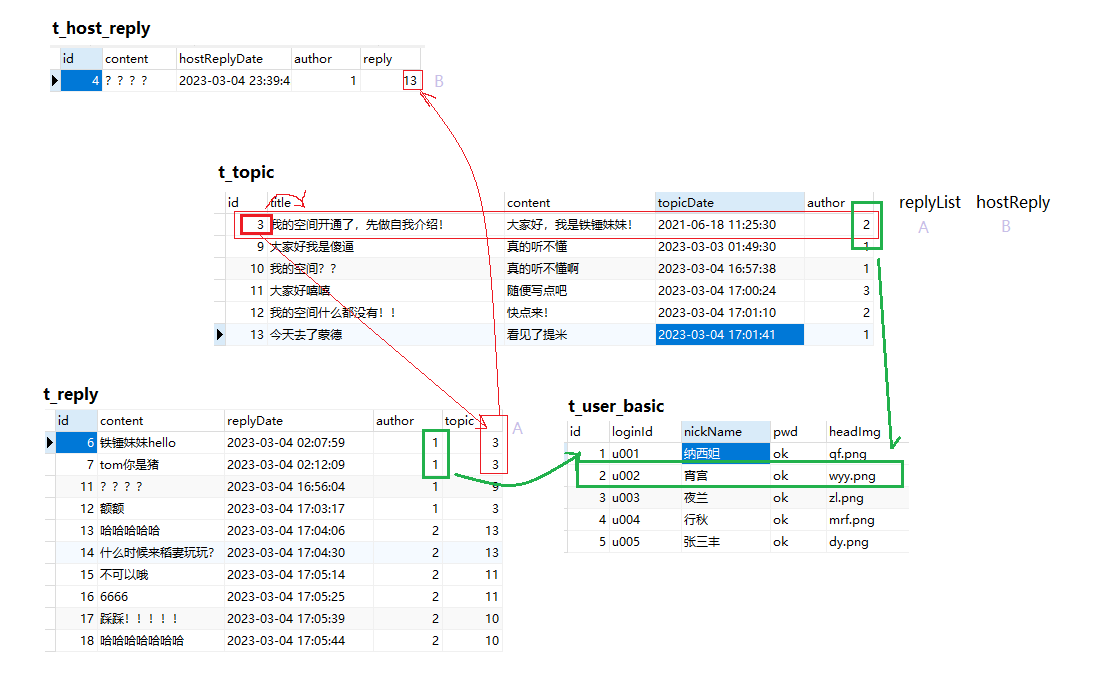 t_host_reply
id content hostReplyDate author reply
4 ? ? ? ? 2023-03-04 23:39:4 1 13 B
t_topic
id title content topicDate author replyList hostReply
3 我的空间开通了，先做自我介绍！ 大家好，我是铁锤妹妹！ 2021-06-18 11:25:30 2 A B
9 大家好我是傻逼 真的听不懂 2023-03-03 01:49:30 1
10 我的空间？？ 真的听不懂啊 2023-03-04 16:57:38 1
11 大家好嘻嘻 随便写点吧 2023-03-04 17:00:24 3
12 我的空间什么都没有！！ 快点来！ 2023-03-04 17:01:10 2
13 今天去了蒙德 看见了提米 2023-03-04 17:01:41 1
t_reply
id content replyDate author topic
6 铁锤妹妹hello 2023-03-04 02:07:59 1 3 A
7 tom你是猪 2023-03-04 02:12:09 1 3
11 ? ? ? ? 2023-03-04 16:56:04 1 9
12 额额 2023-03-04 17:03:17 1 3
13 哈哈哈哈哈 2023-03-04 17:04:06 2 13
14 什么时候来稻妻玩玩？ 2023-03-04 17:04:30 2 13
15 不可以哦 2023-03-04 17:05:14 2 11
16 6666 2023-03-04 17:05:25 2 11
17 踩踩！！！！！ 2023-03-04 17:05:39 2 10
18 哈哈哈哈哈哈哈 2023-03-04 17:05:44 2 10
t_user_basic
id loginId nickName pwd headImg
1 u001 纳西妲 ok qf.png
2 u002 宵宫 ok wyy.png
3 u003 夜兰 ok zl.png
4 u004 行秋 ok mrf.png
5 u005 张三丰 ok dy.png